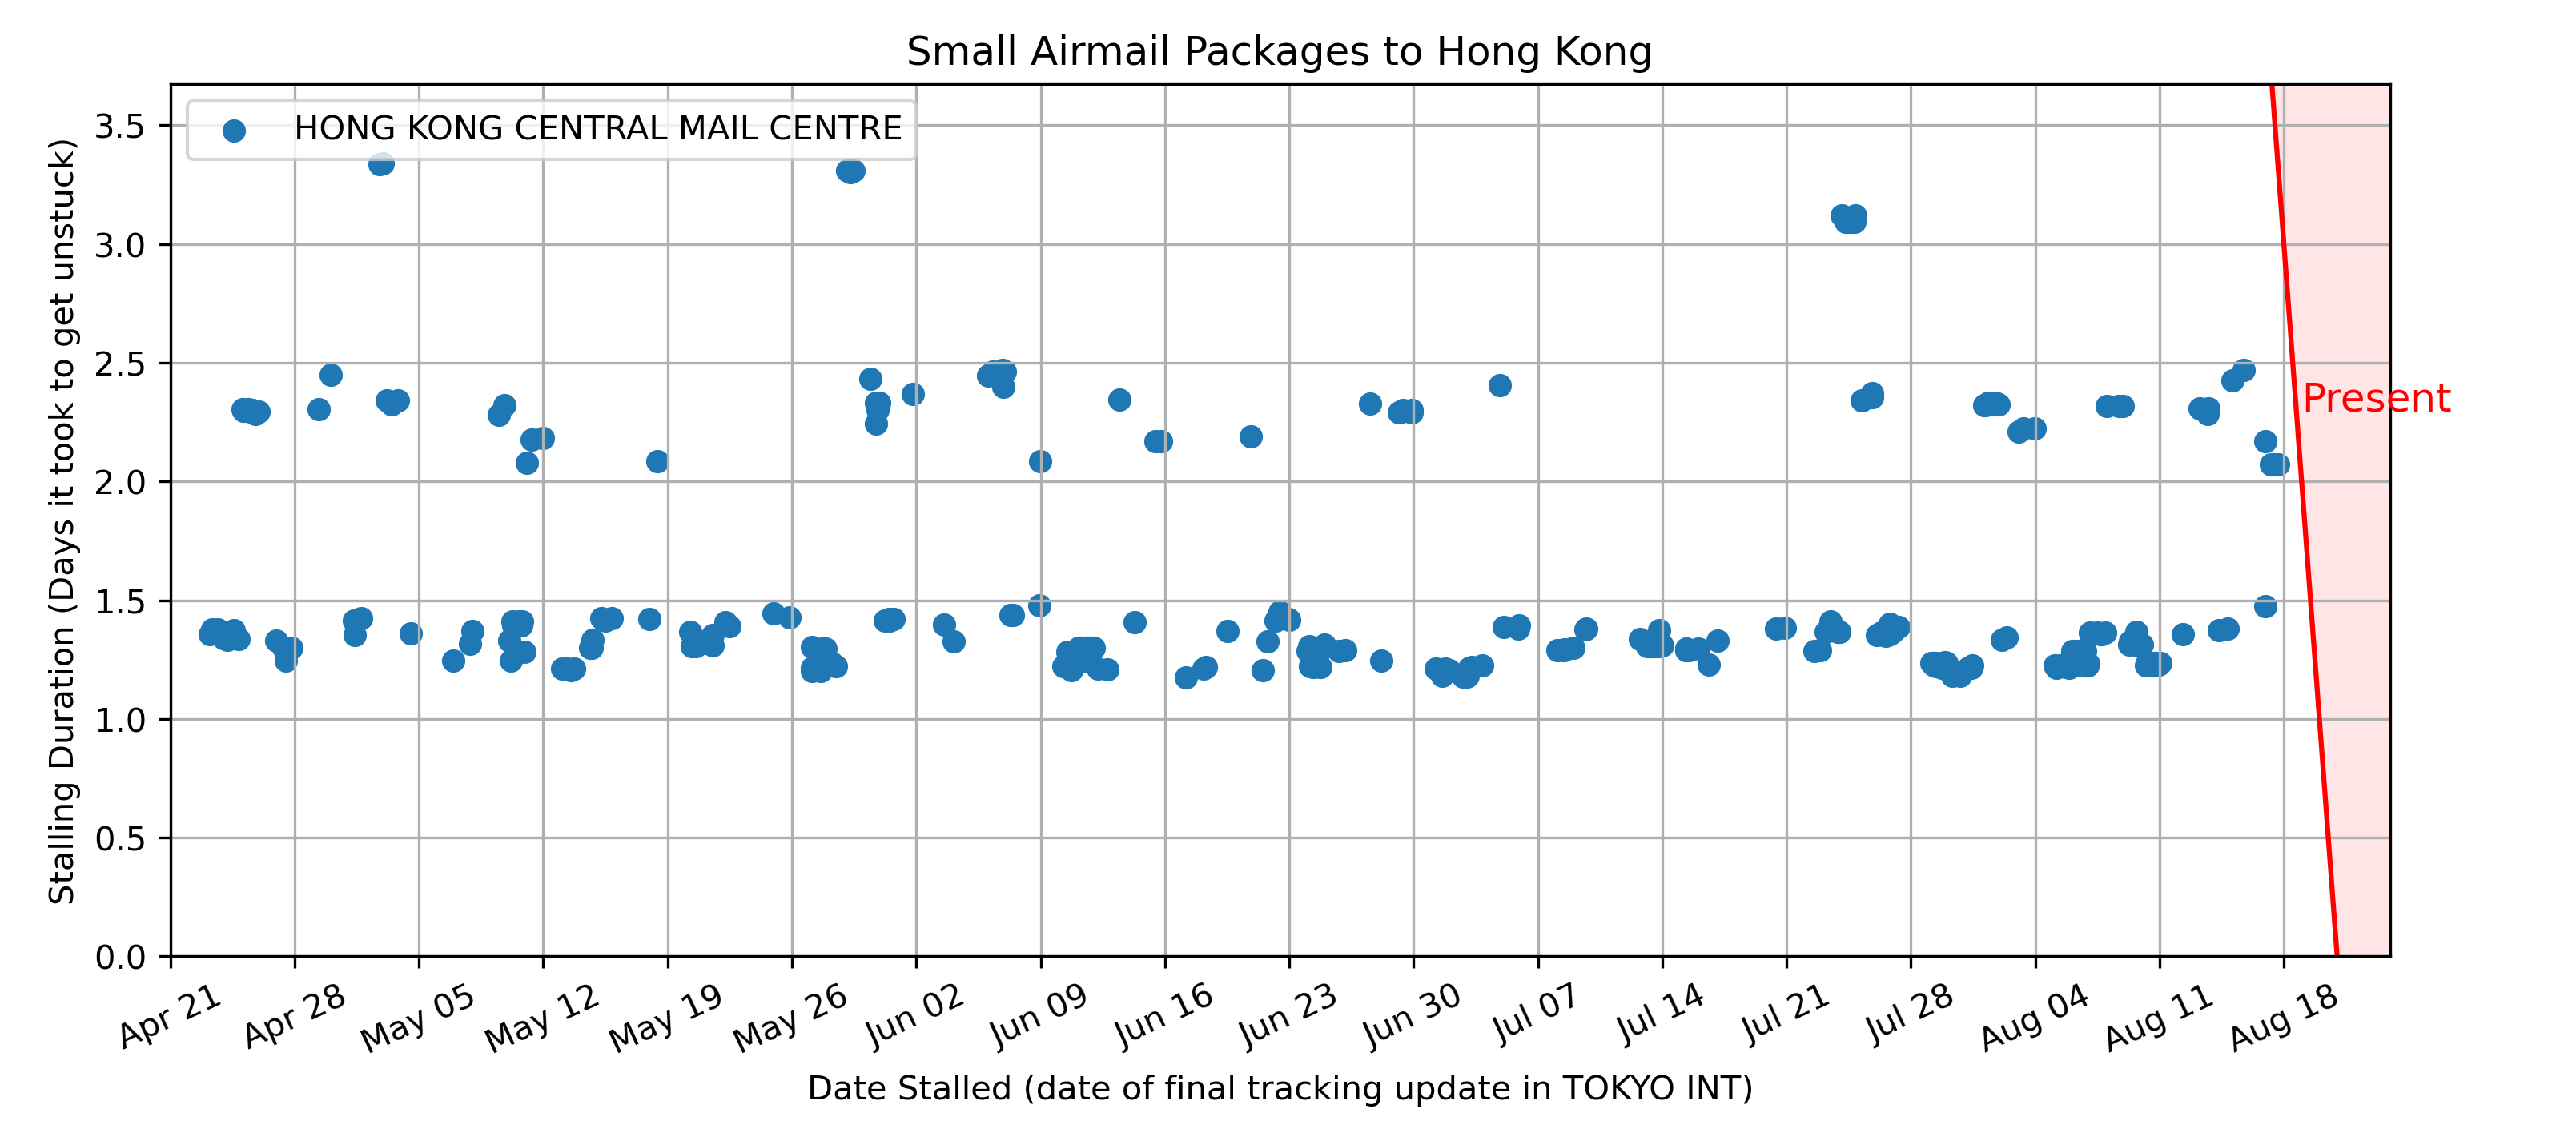 Small Airmail Packages to Hong Kong
HONG KONG CENTRAL MAIL CENTRE
Stalling Duration (Days it took to get unstuck)
3.5
3.0
2.5
2.0
1.5
1.0
0.5
0.0
Present
Apr 21
Apr 28
May 05
May 12
May 19
May 26
Jun 02
Jun 09
Jun 16
Jun 23
Jun 30
Jul 07
Jul 14
Jul 21
Jul 28
Aug 04
Aug 11
Aug 18
Date Stalled (date of final tracking update in TOKYO INT)